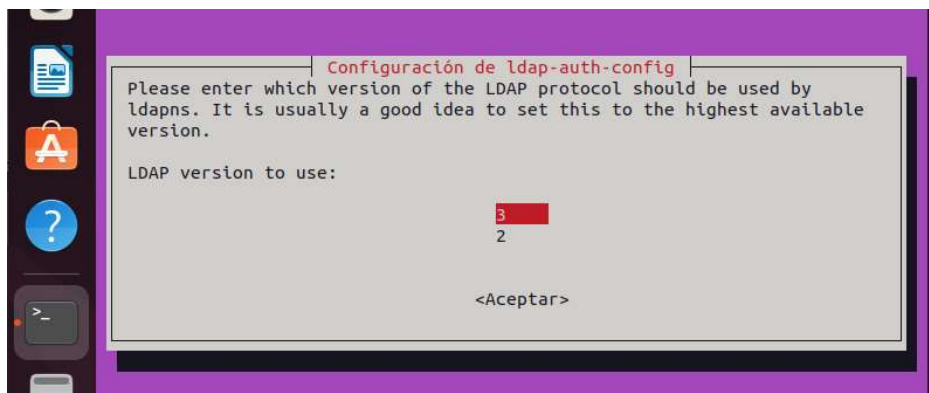 Configuración de ldap-auth-config
Please enter which version of the LDAP protocol should be used by
ldapns. It is usually a good idea to set this to the highest available
version.
LDAP version to use:
3
2
<Aceptar>
>_